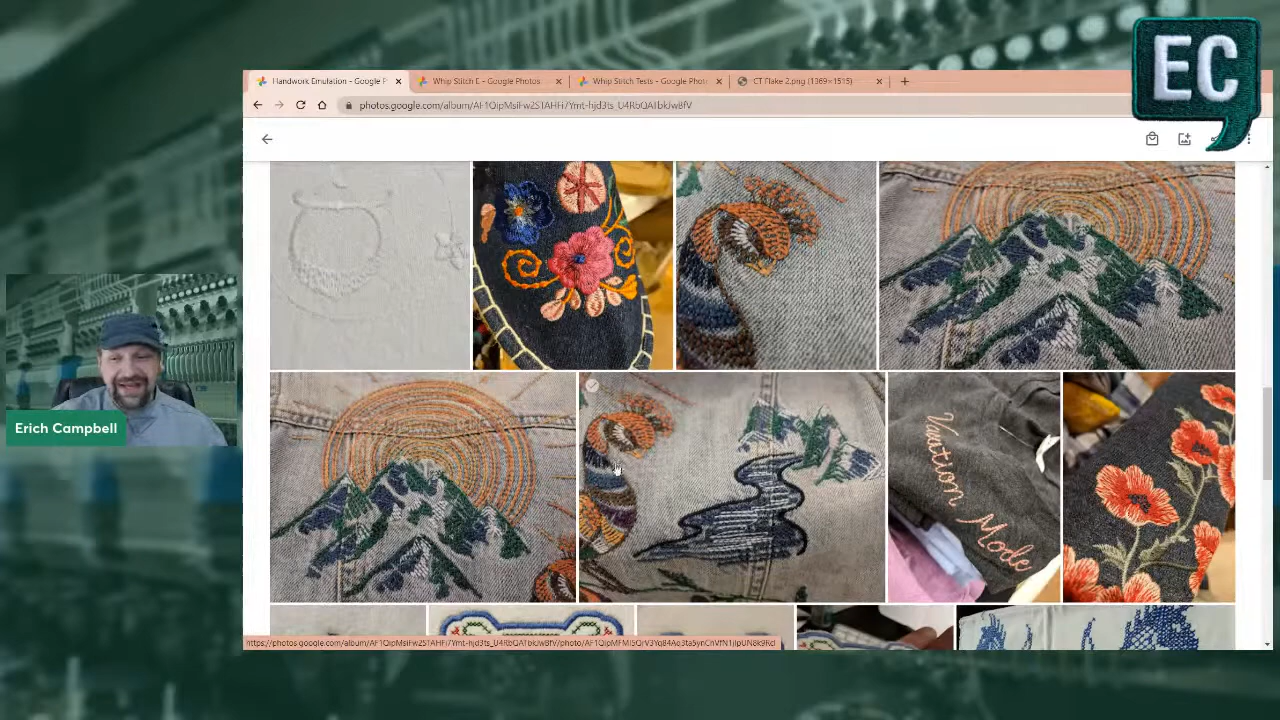 EC
Handwork Emulation - Google P
Whip Stitch E - Google Photos
Whip Stitch Tests - Google Phot
CT Flake 2.png (1369×1515)
Erich Campbell
Vacation Mode